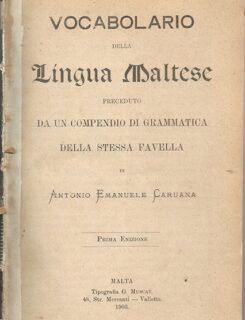 VOCABOLARIO
DELLA
Lingua Maltese
PRECEDUTO
DA UN COMPENDIO DI GRAMMATICA
DELLA STESSA FAVELLA
DI
ANTONIO EMANUELE CARUANA
PRIMA EDIZIONE
MALTA
Tipografia G. MUSCAT,
48, Str. Mercanti — Valletta.
1903.